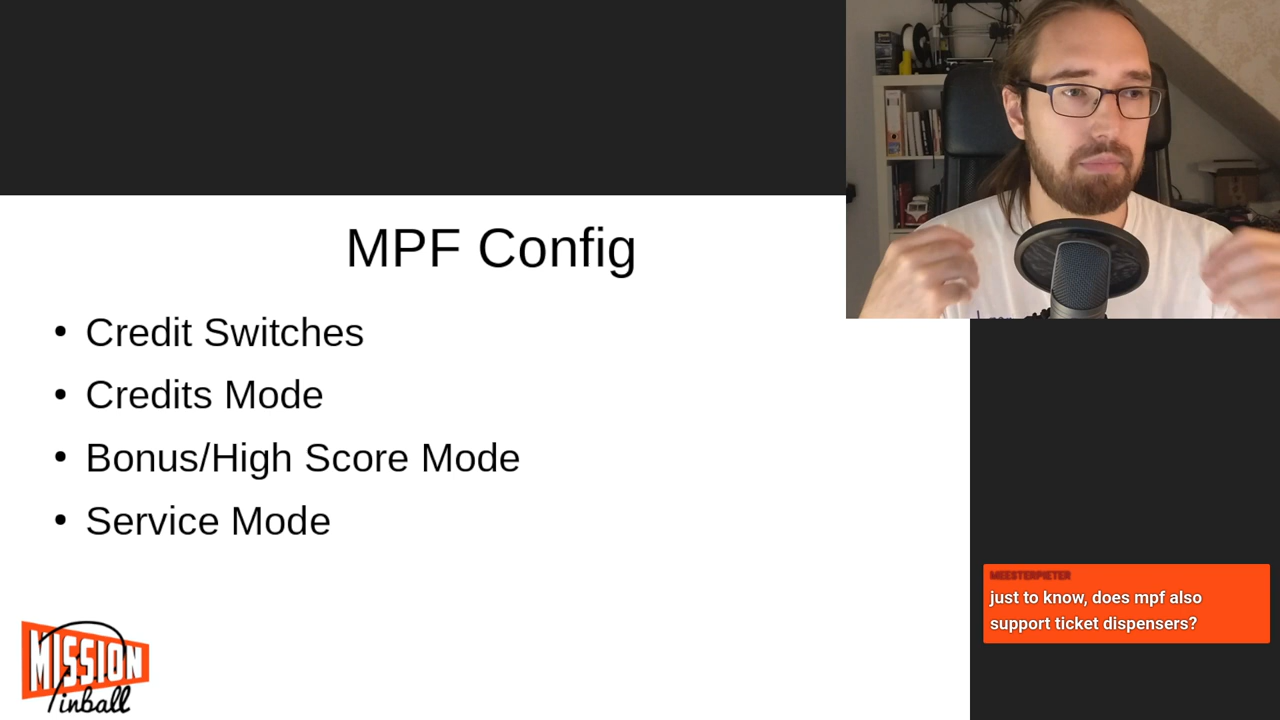 MPF Config
• Credit Switches
• Credits Mode
• Bonus/High Score Mode
• Service Mode
MISSION
Pinball
MEESTERPIETER
just to know, does mpf also
support ticket dispensers?